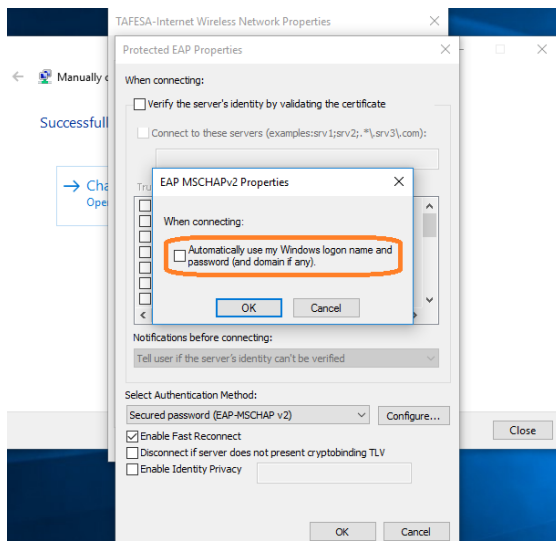 TAFESA-Internet Wireless Network Properties
Protected EAP Properties
Manually
When connecting:
Verify the server's identity by validating the certificate
Successfull
Connect to these servers (examples:srv1;srv2;.*\.srv3\.com):
EAP MSCHAPv2 Properties
When connecting:
Automatically use my Windows logon name and
password (and domain if any).
OK Cancel
Notifications before connecting:
Tell user if the server's identity can't be verified
Select Authentication Method:
Secured password (EAP-MSCHAP v2) Configure...
Enable Fast Reconnect
Disconnect if server does not present cryptobinding TLV
Enable Identity Privacy
Close
OK Cancel